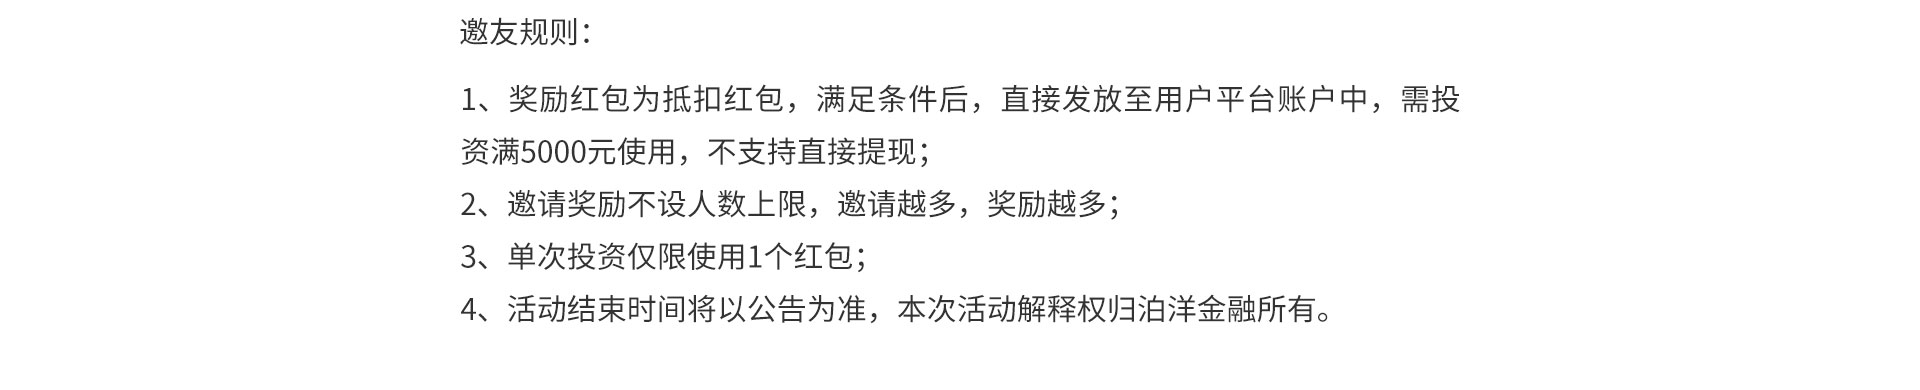 邀友规则：
1、奖励红包为抵扣红包，满足条件后，直接发放至用户平台账户中，需投
资满5000元使用，不支持直接提现；
2、邀请奖励不设人数上限，邀请越多，奖励越多；
3、单次投资仅限使用1个红包；
4、活动结束时间将以公告为准，本次活动解释权归泊洋金融所有。